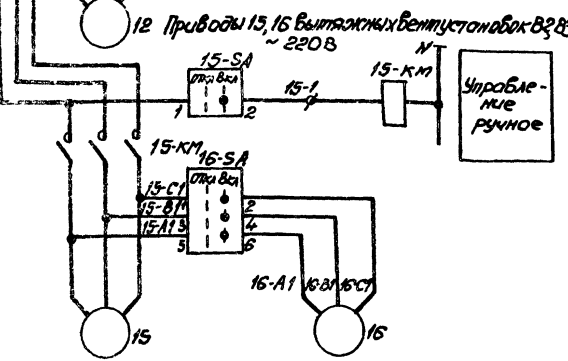 12 Приводы 15, 16 вытяжных вентустановок В2, В3
~ 220В
N
15-SA
Откл Вкл
15-1
15-КМ
1 2
Управле-
ние
ручное
15-КМ
16-SA
Откл Вкл
15-С1
15-В1 1 2
15-А1 3 4
5 6
16-А1 16-В1 16-С1
15 16